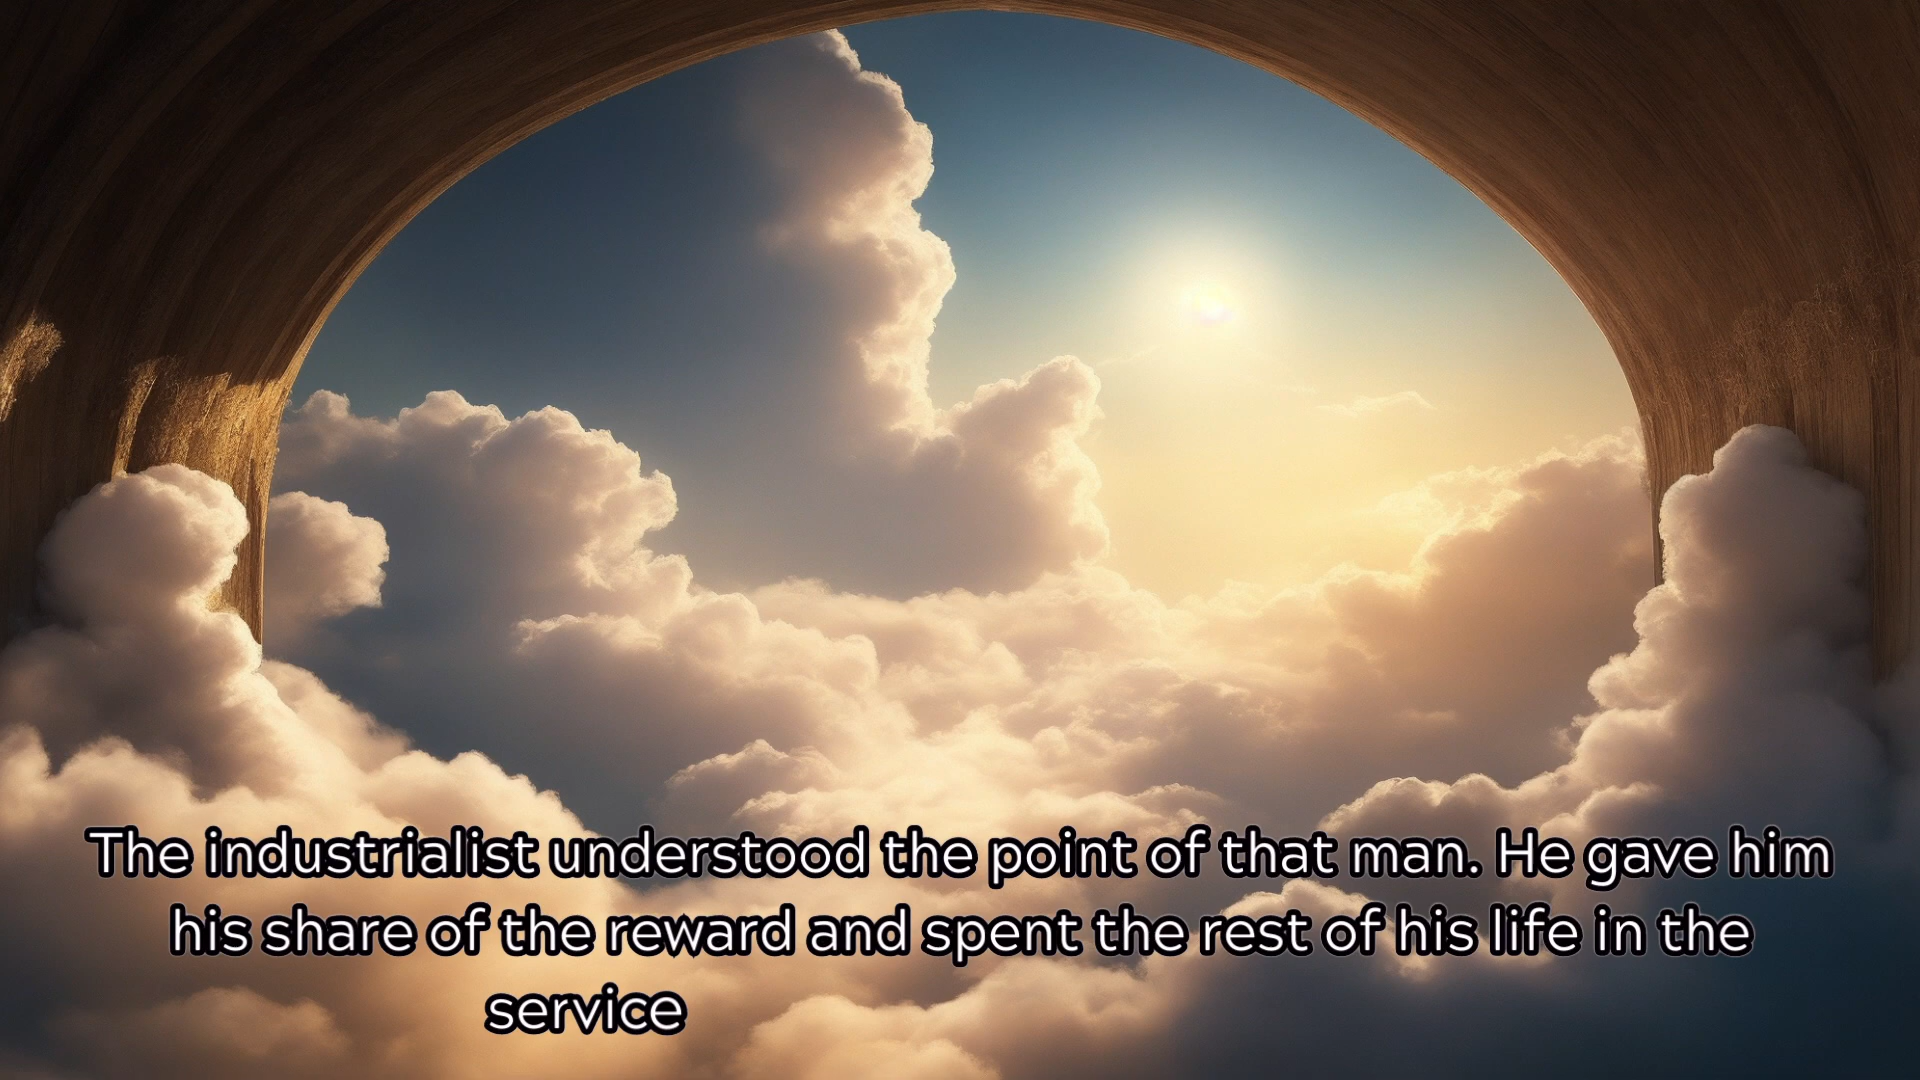 The industrialist understood the point of that man. He gave him
his share of the reward and spent the rest of his life in the
service